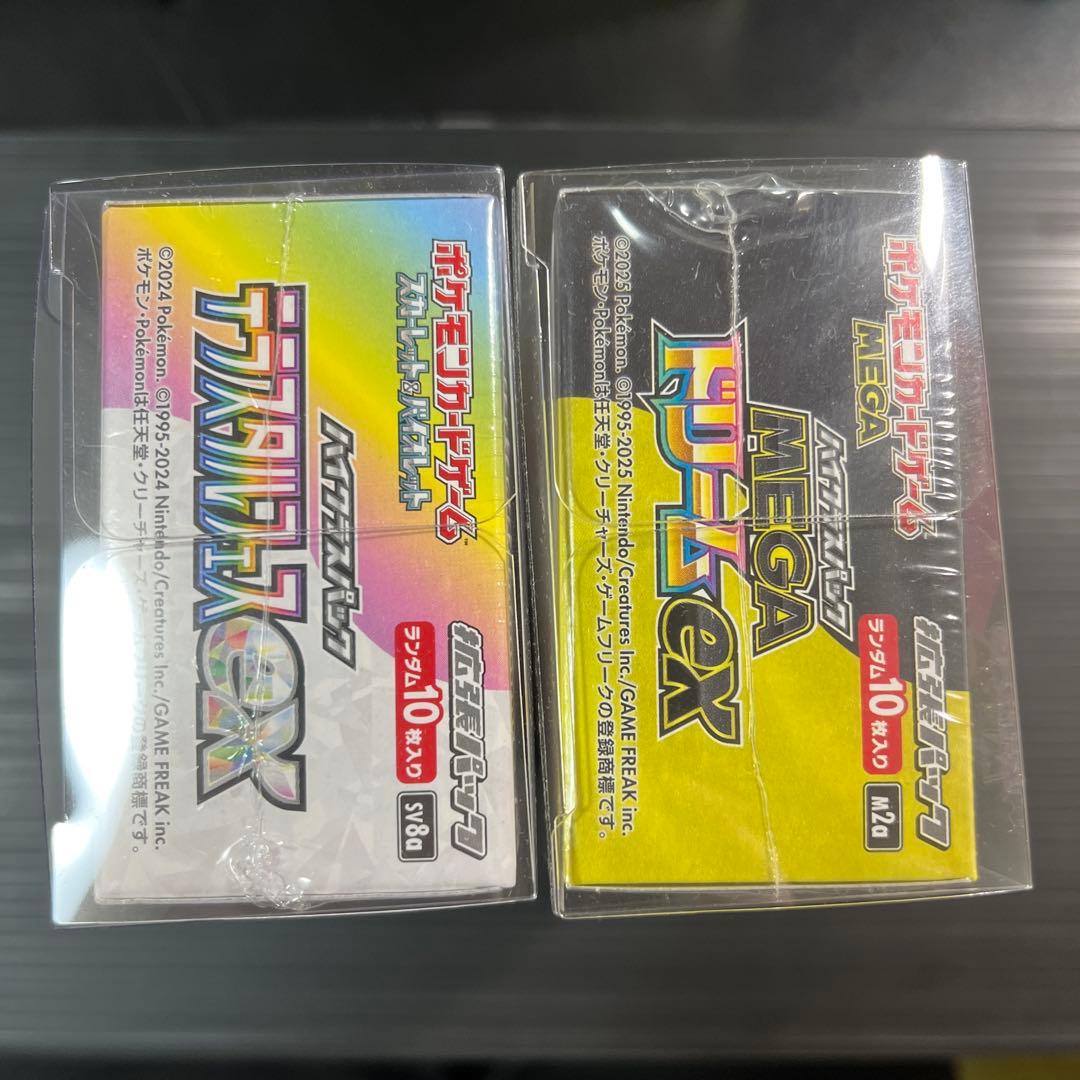 ポケモンカードゲーム™
スカーレット&バイオレット
拡張パック
ハイクラスパック
テラスタルフェスex
ランダム10枚入り
SV8a
©2024 Pokémon. ©1995-2024 Nintendo/Creatures Inc./GAME FREAK inc.
ポケモン・Pokémonは任天堂・クリーチャーズ・ゲームフリークの登録商標です。
ポケモンカードゲーム
MEGA
拡張パック
ハイクラスパック
MEGA
ドリームex
ランダム10枚入り
M2a
©2025 Pokémon. ©1995-2025 Nintendo/Creatures Inc./GAME FREAK inc.
ポケモン・Pokémonは任天堂・クリーチャーズ・ゲームフリークの登録商標です。